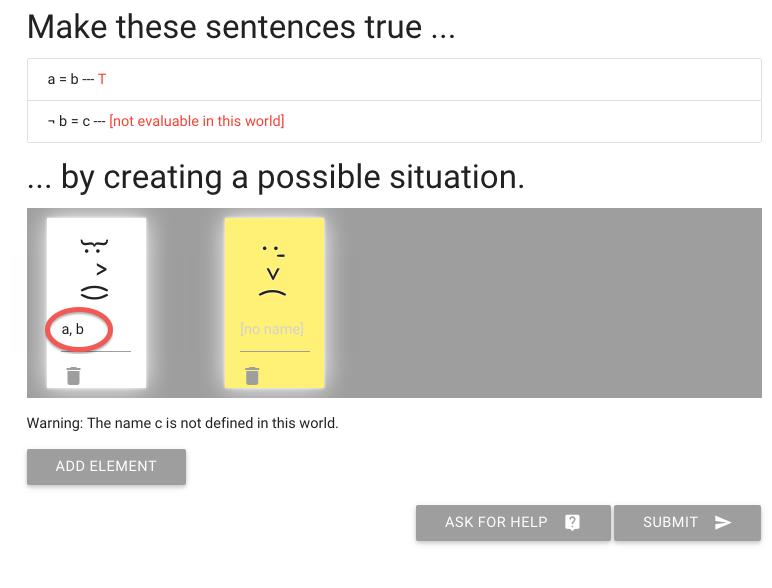 Make these sentences true ...
a = b --- T
¬ b = c --- [not evaluable in this world]
... by creating a possible situation.
a, b
[no name]
Warning: The name c is not defined in this world.
ADD ELEMENT
ASK FOR HELP
SUBMIT